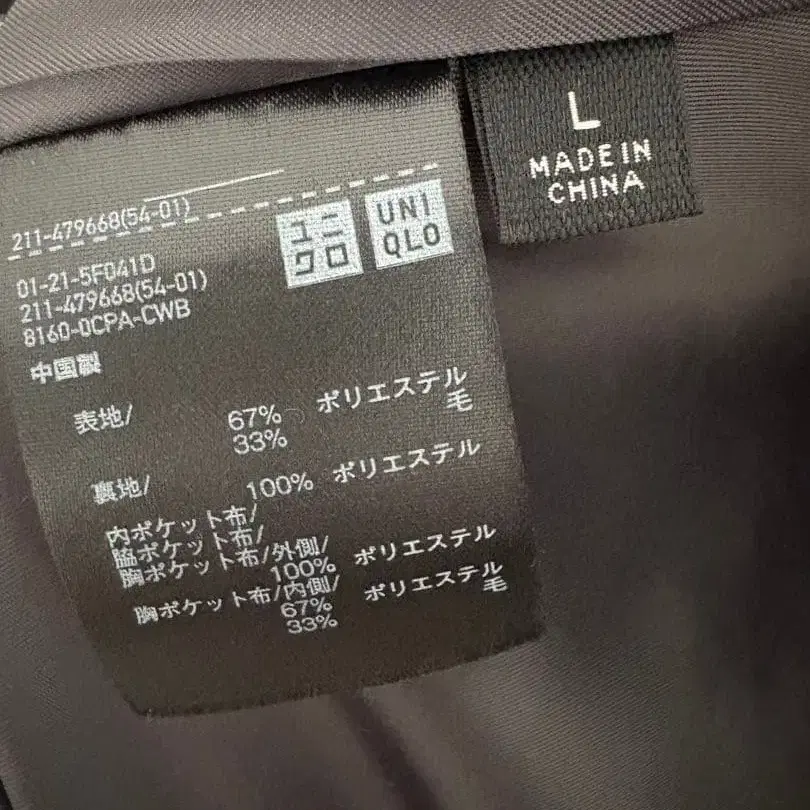 L
MADE IN
CHINA
211-479668(54-01)
ユニ
クロ
UNI
QLO
01-21-5F041D
211-479668(54-01)
8160-0CPA-CWB
中国製
表地/ 67% ポリエステル
33% 毛
裏地/ 100% ポリエステル
内ポケット布/
脇ポケット布/
胸ポケット布/外側/
100% ポリエステル
胸ポケット布/内側/
67% ポリエステル
33% 毛